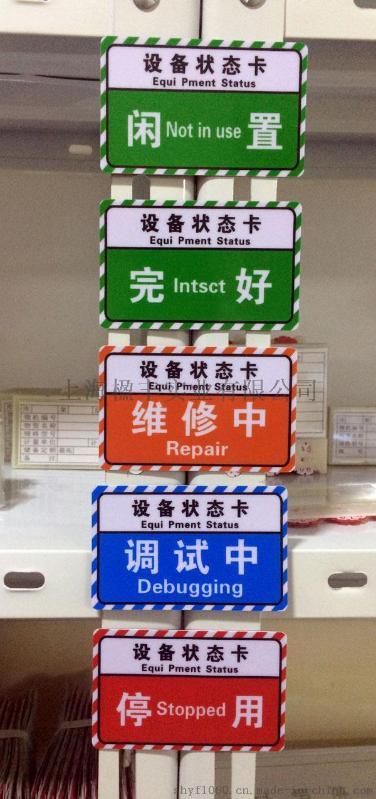 设备状态卡
Equi Pment Status
闲 Not in use 置
设备状态卡
Equi Pment Status
完 Intsct 好
设备状态卡
Equi Pment Status
维修中
Repair
设备状态卡
Equi Pment Status
调试中
Debugging
设备状态卡
Equi Pment Status
停 Stopped 用